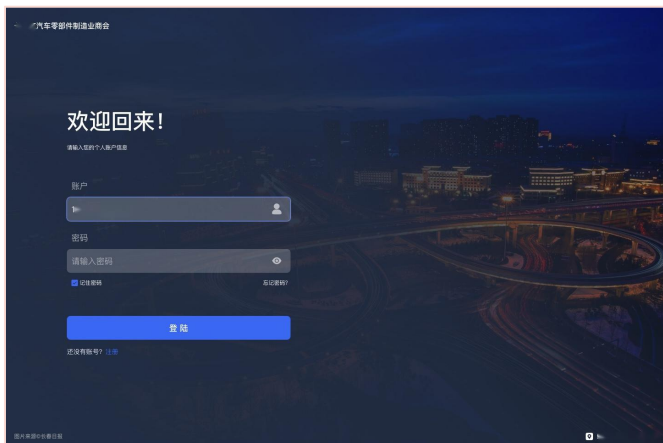 汽车零部件制造业商会
欢迎回来!
请输入您的个人账户信息
账户
密码
请输入密码
记住密码
忘记密码?
登陆
还没有账号? 注册
图片来源©长春日报